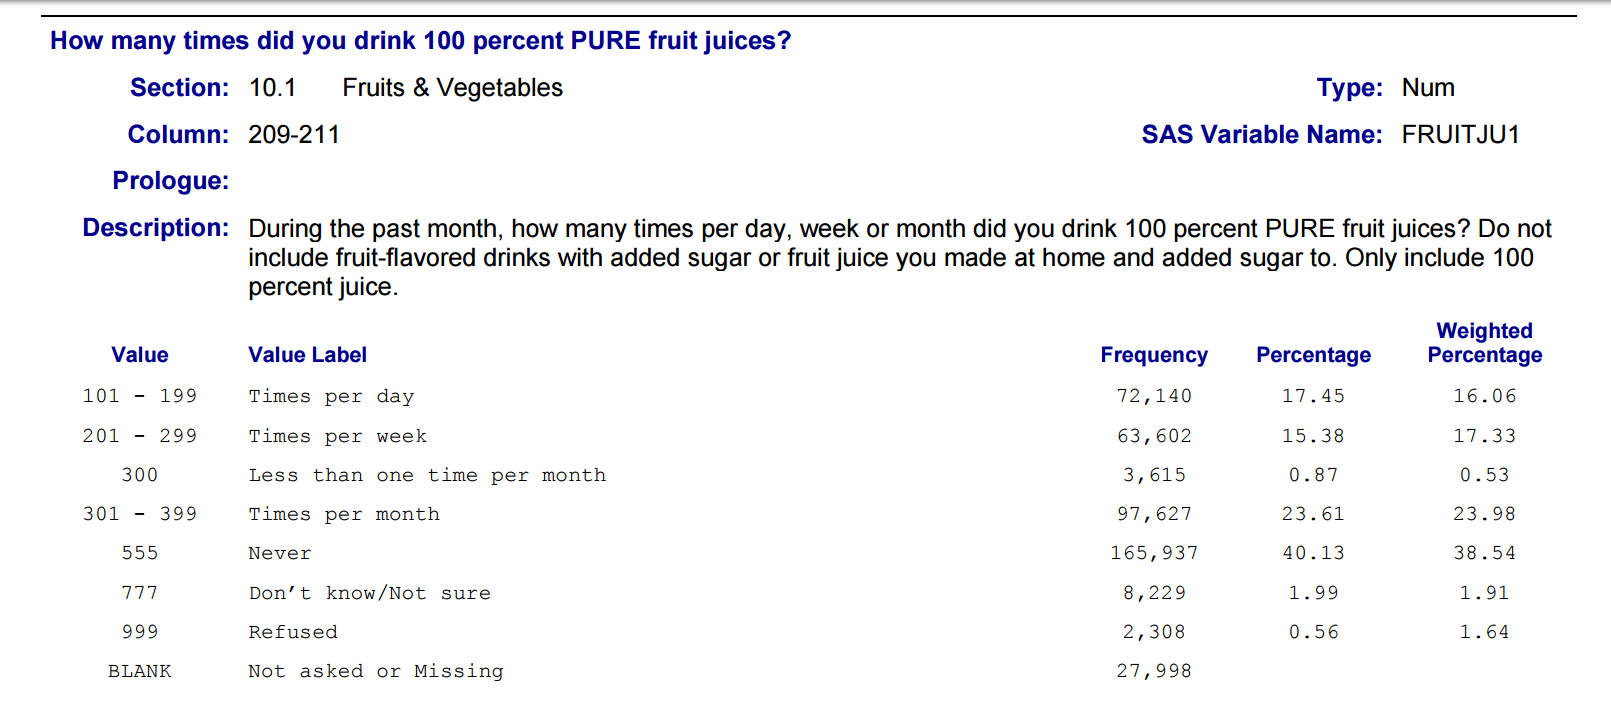 How many times did you drink 100 percent PURE fruit juices?
Section: 10.1 Fruits & Vegetables Type: Num
Column: 209-211 SAS Variable Name: FRUITJU1
Prologue:
Description: During the past month, how many times per day, week or month did you drink 100 percent PURE fruit juices? Do not
include fruit-flavored drinks with added sugar or fruit juice you made at home and added sugar to. Only include 100
percent juice.
Value Value Label Frequency Percentage Weighted Percentage
101 - 199 Times per day 72,140 17.45 16.06
201 - 299 Times per week 63,602 15.38 17.33
300 Less than one time per month 3,615 0.87 0.53
301 - 399 Times per month 97,627 23.61 23.98
555 Never 165,937 40.13 38.54
777 Don’t know/Not sure 8,229 1.99 1.91
999 Refused 2,308 0.56 1.64
BLANK Not asked or Missing 27,998